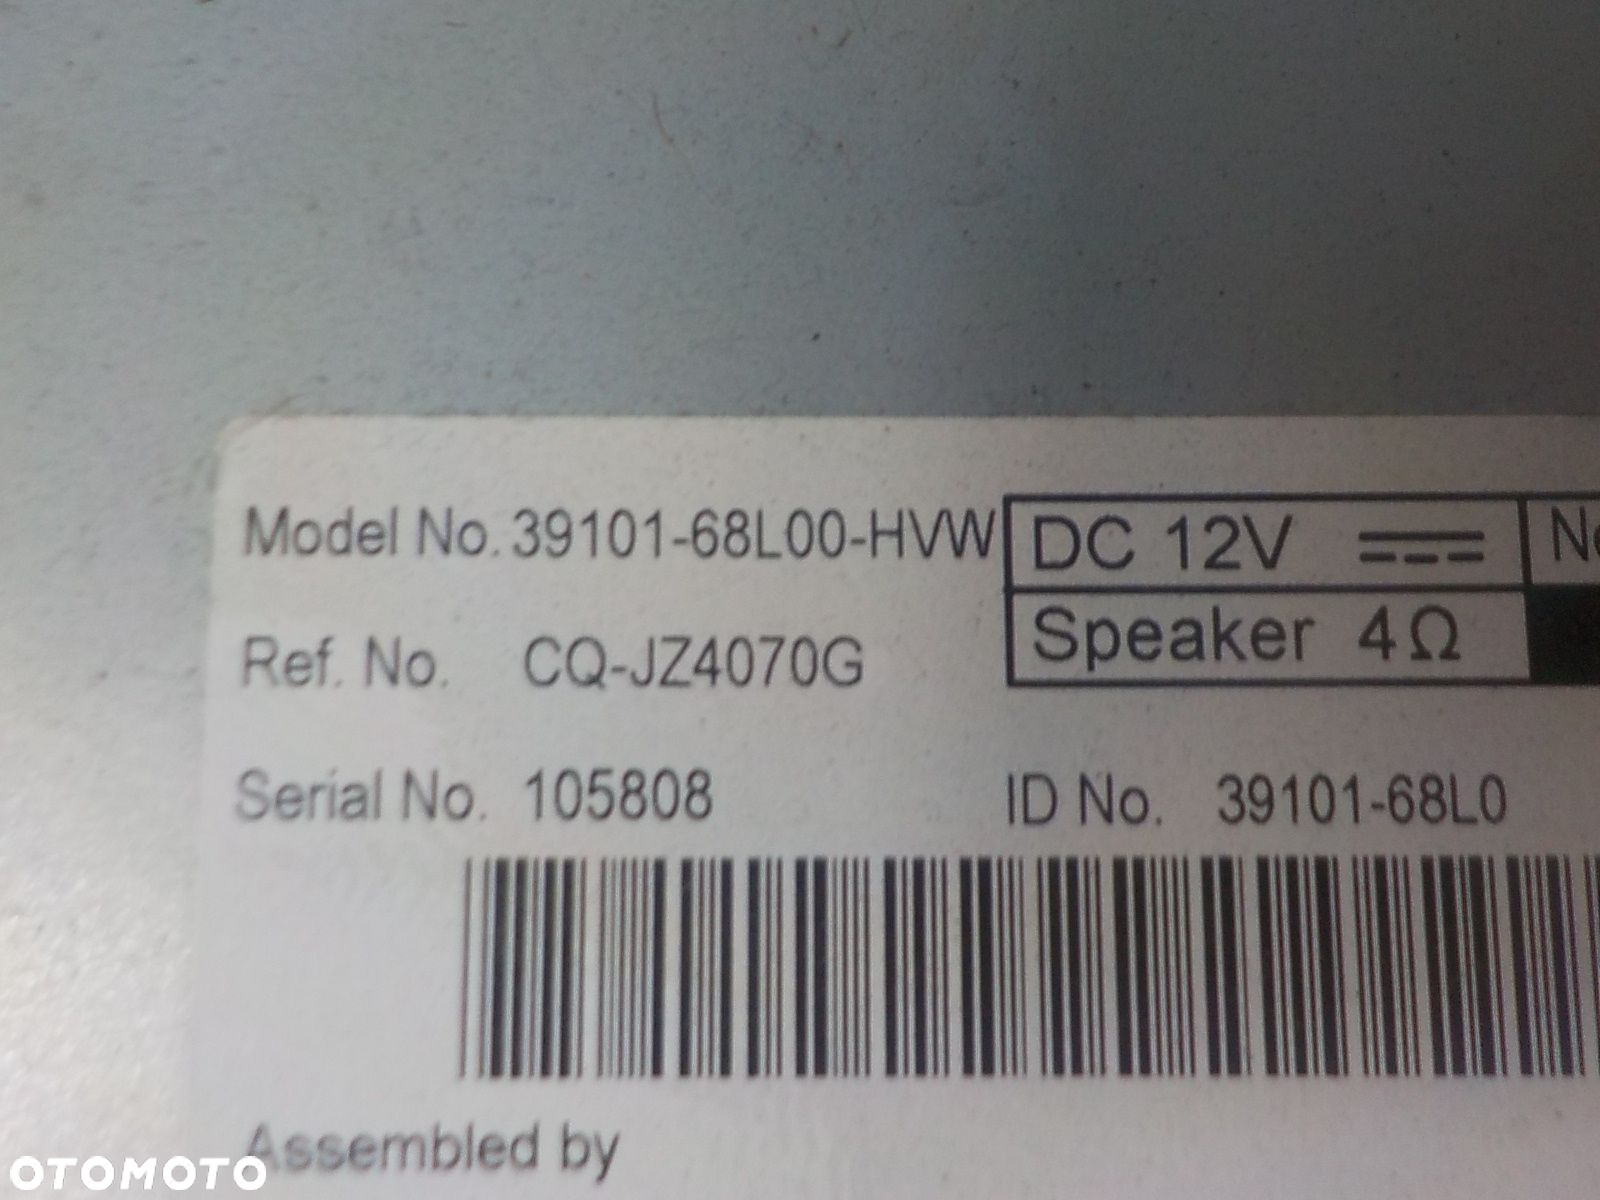 Model No. 39101-68L00-HVW
DC 12V
Ref. No. CQ-JZ4070G
Speaker 4Ω
Serial No. 105808
ID No. 39101-68L0
Assembled by
OTOMOTO